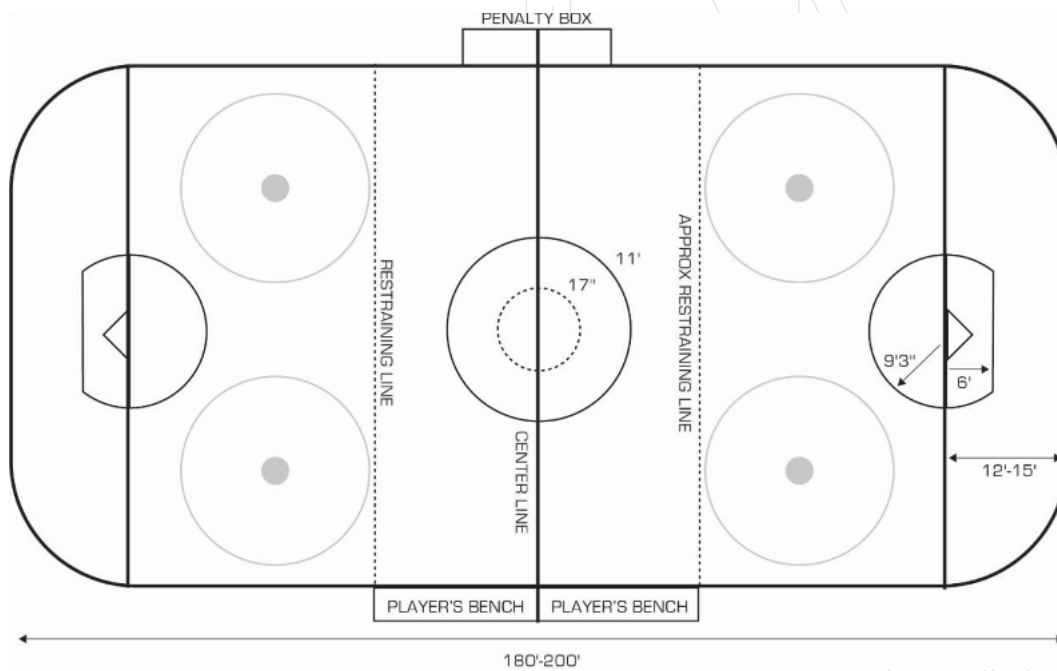 PENALTY BOX
11'
17"
RESTRAINING LINE
APPROX RESTRAINING LINE
CENTER LINE
9'3"
6'
12'-15'
PLAYER'S BENCH
PLAYER'S BENCH
180'-200'